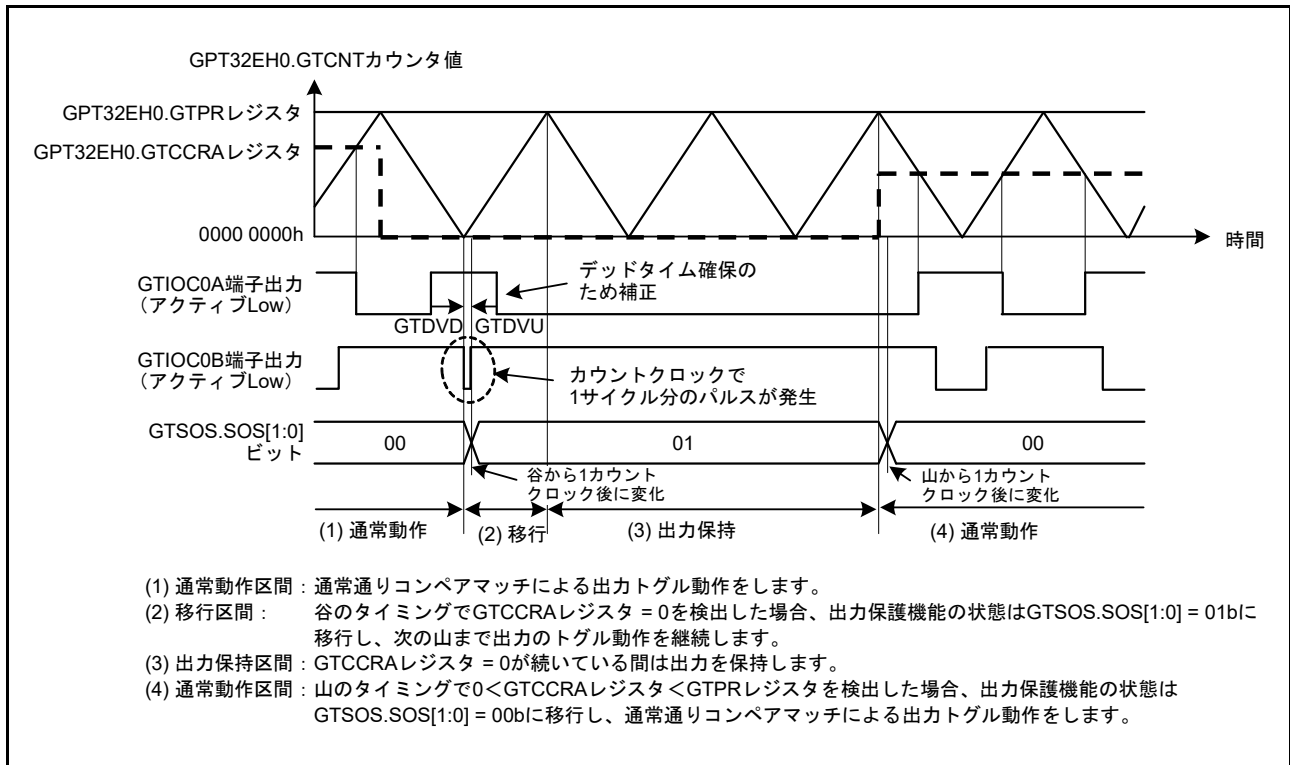 GPT32EH0.GTCNTカウンタ値
GPT32EH0.GTPRレジスタ
GPT32EH0.GTCCRAレジスタ
0000 0000h
時間
GTIOC0A端子出力
（アクティブLow）
デッドタイム確保の
ため補正
GTDVD
GTDVU
GTIOC0B端子出力
（アクティブLow）
カウントクロックで
1サイクル分のパルスが発生
GTSOS.SOS[1:0]
ビット
00
01
00
谷から1カウント
クロック後に変化
山から1カウント
クロック後に変化
(1) 通常動作
(2) 移行
(3) 出力保持
(4) 通常動作
(1) 通常動作区間：通常通りコンペアマッチによる出力トグル動作をします。
(2) 移行区間： 谷のタイミングでGTCCRAレジスタ = 0を検出した場合、出力保護機能の状態はGTSOS.SOS[1:0] = 01bに
移行し、次の山まで出力のトグル動作を継続します。
(3) 出力保持区間：GTCCRAレジスタ = 0が続いている間は出力を保持します。
(4) 通常動作区間：山のタイミングで0＜GTCCRAレジスタ＜GTPRレジスタを検出した場合、出力保護機能の状態は
GTSOS.SOS[1:0] = 00bに移行し、通常通りコンペアマッチによる出力トグル動作をします。